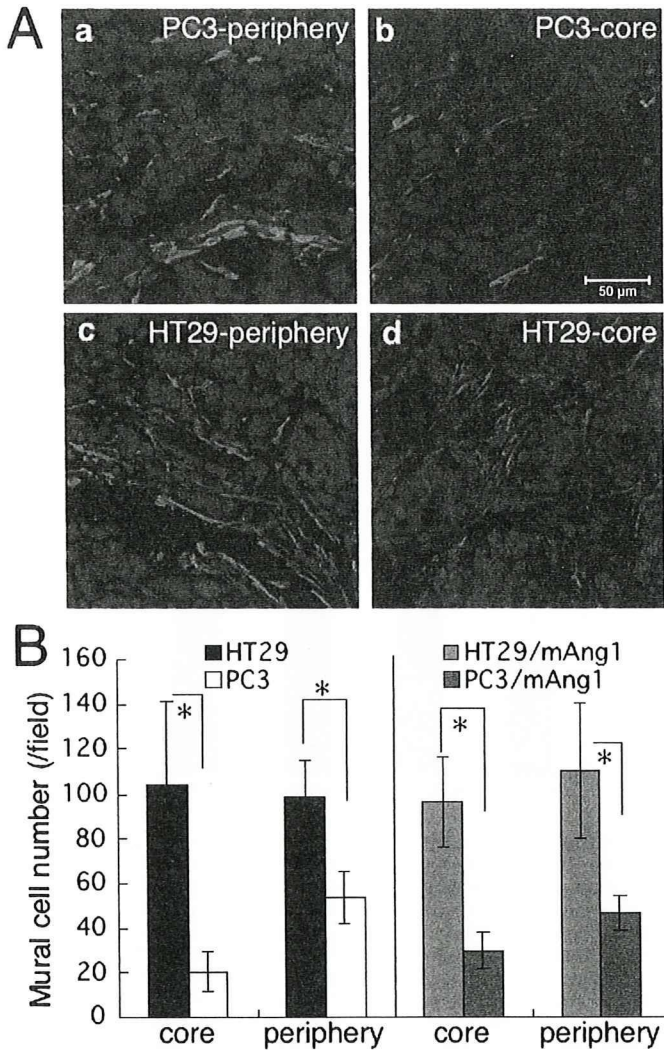 A
a PC3-periphery
b PC3-core
50 µm
c HT29-periphery
d HT29-core
B
Mural cell number (/field)
160
140
120
100
80
60
40
20
0
HT29
PC3
HT29/mAng1
PC3/mAng1
*
*
*
*
core periphery core periphery